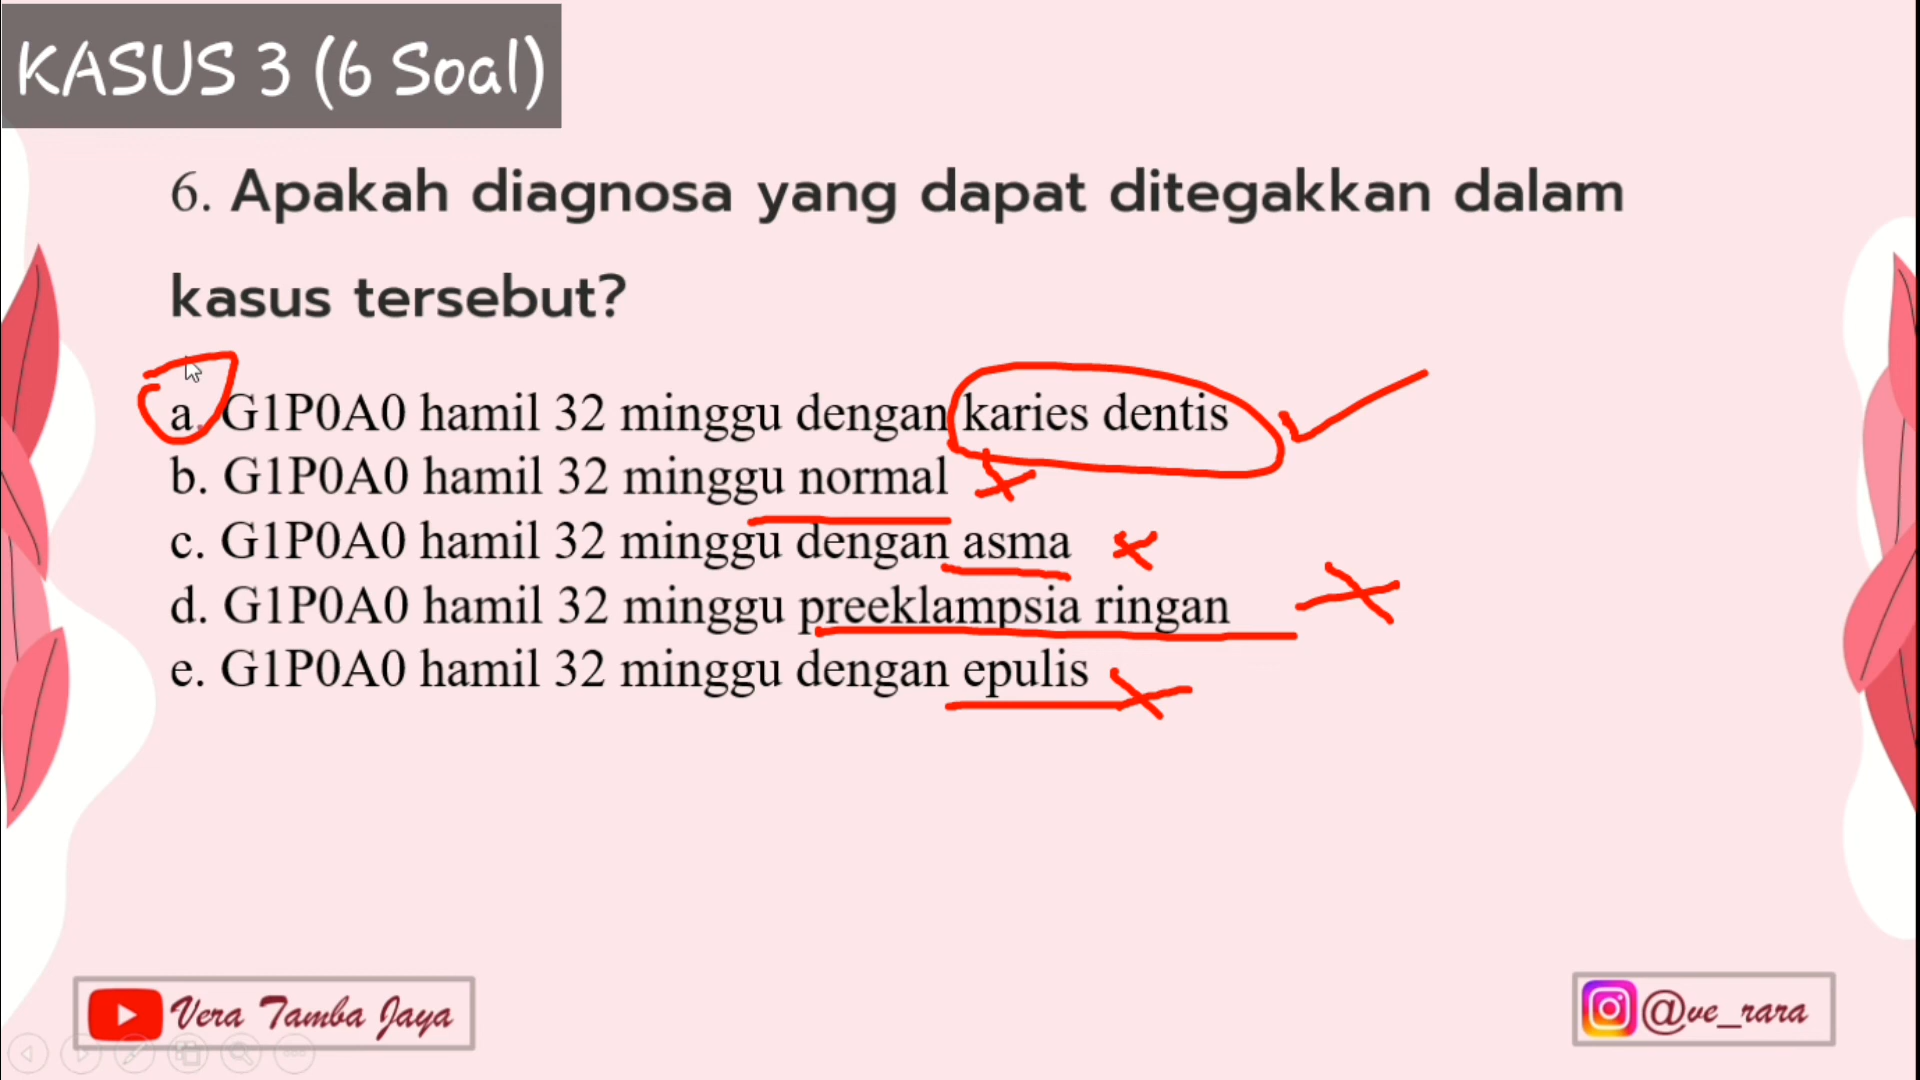 KASUS 3 (6 Soal)
6. Apakah diagnosa yang dapat ditegakkan dalam
kasus tersebut?
a. G1P0A0 hamil 32 minggu dengan karies dentis
b. G1P0A0 hamil 32 minggu normal
c. G1P0A0 hamil 32 minggu dengan asma
d. G1P0A0 hamil 32 minggu preeklampsia ringan
e. G1P0A0 hamil 32 minggu dengan epulis
Vera Tamba Jaya
@ve_rara